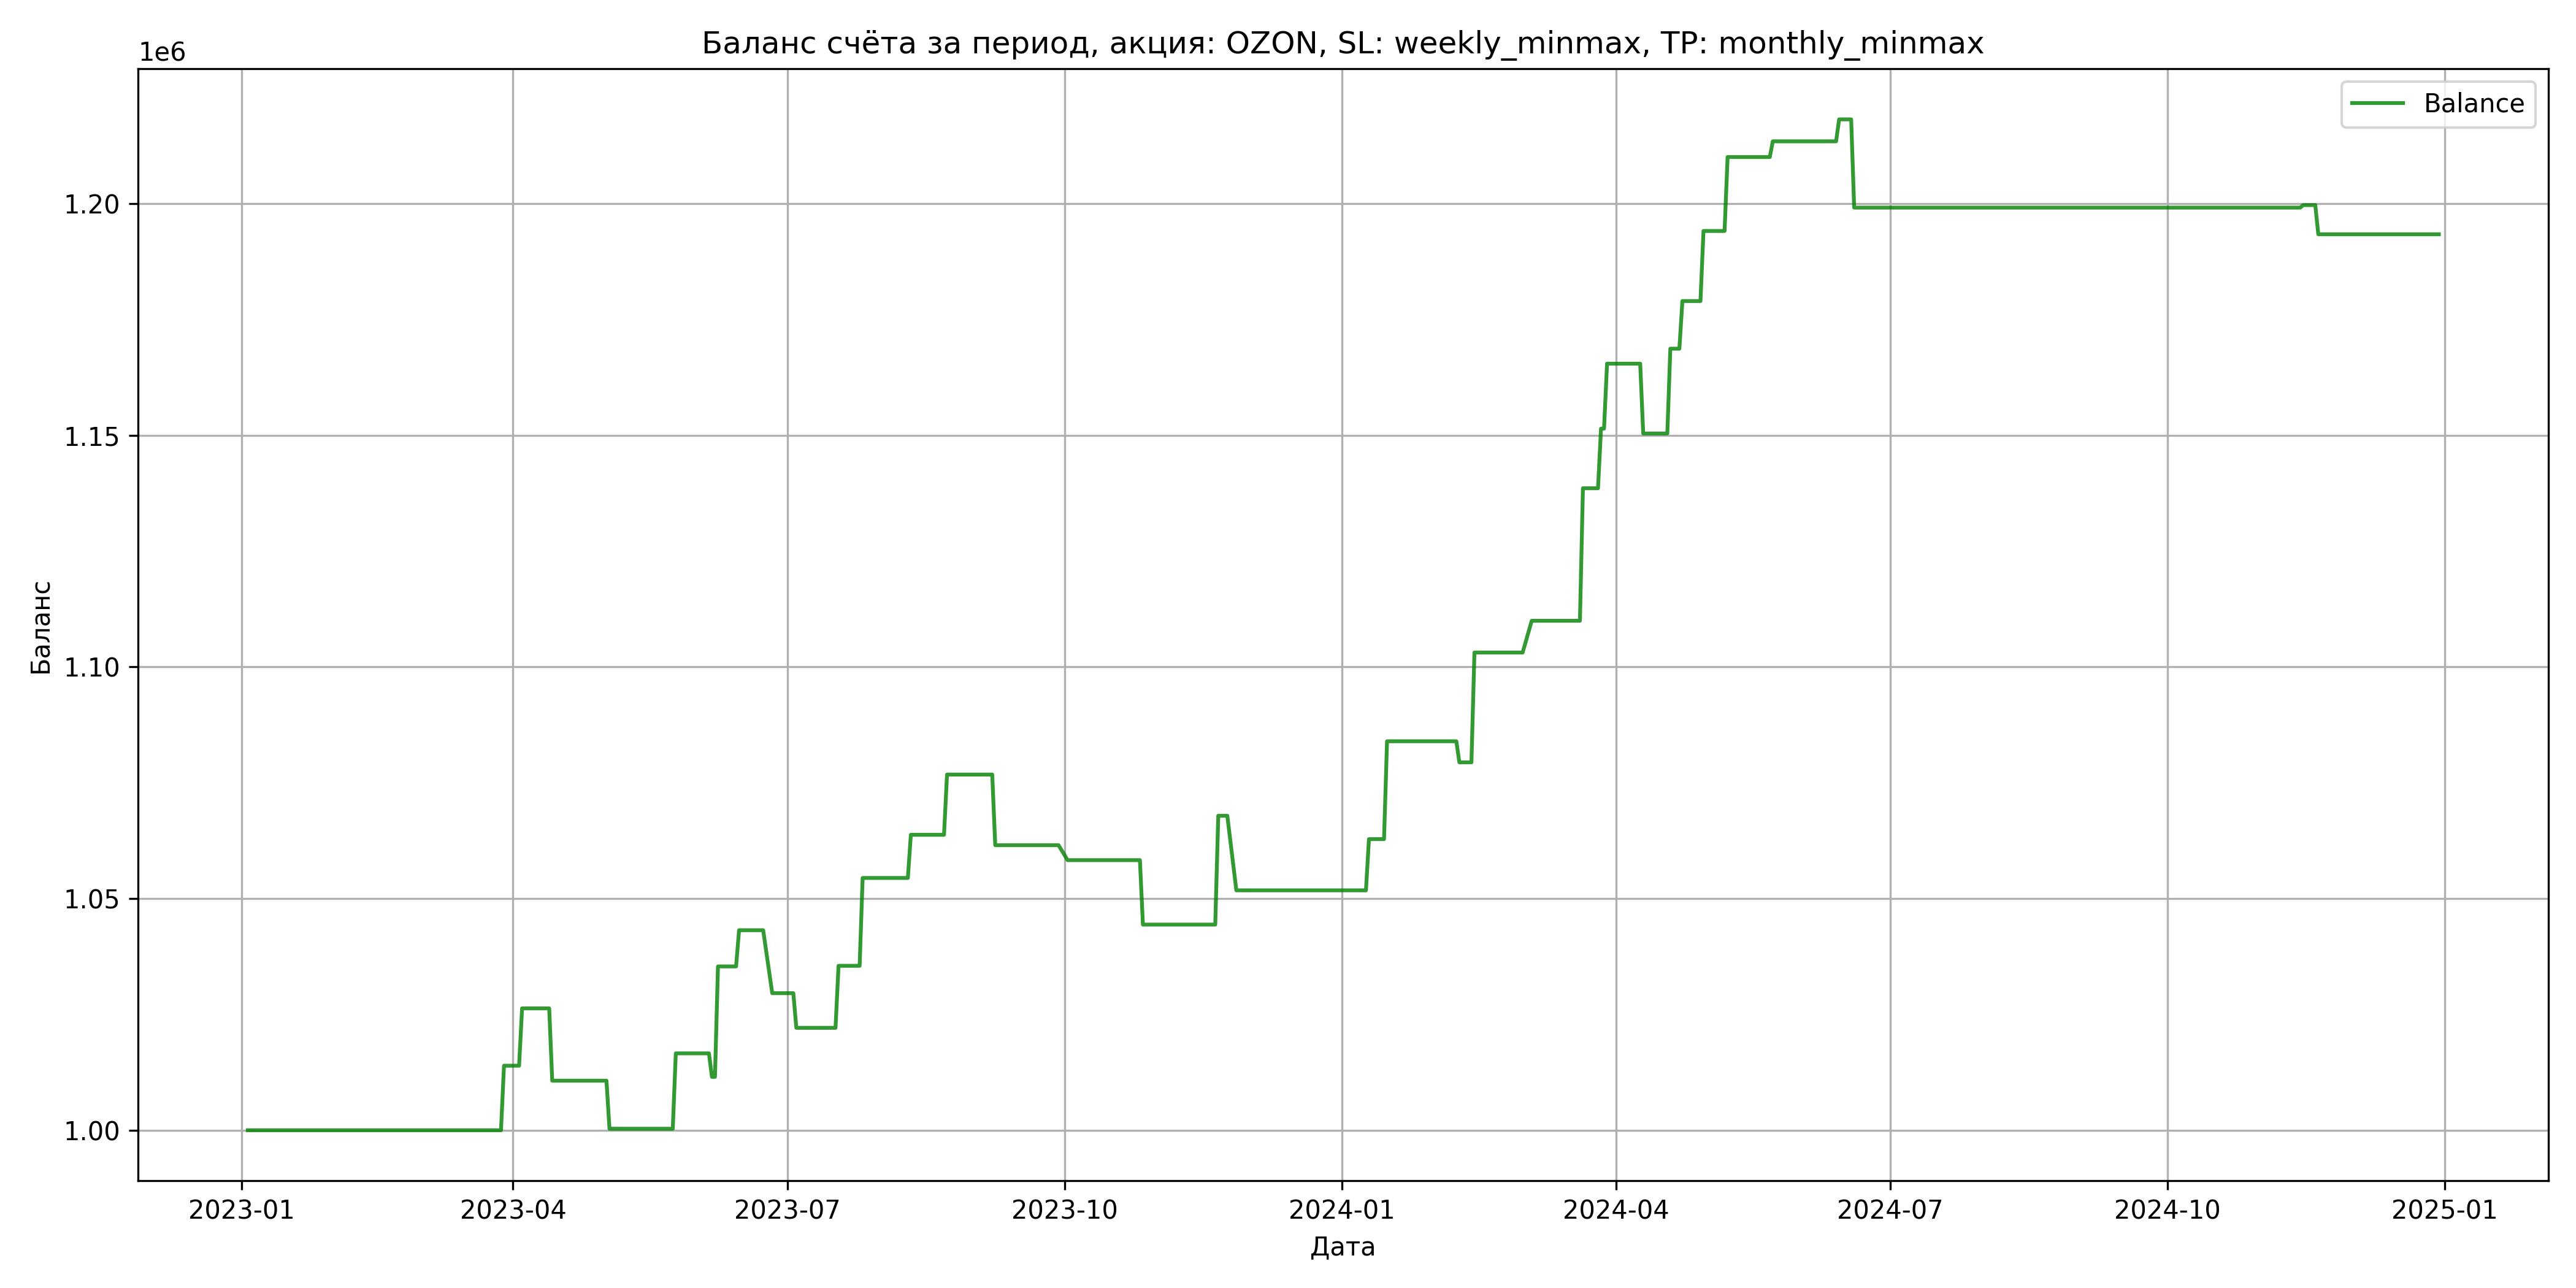 Баланс счёта за период, акция: OZON, SL: weekly_minmax, TP: monthly_minmax
1e6
Balance
1.20
1.15
1.10
1.05
1.00
Баланс
2023-01 2023-04 2023-07 2023-10 2024-01 2024-04 2024-07 2024-10 2025-01
Дата